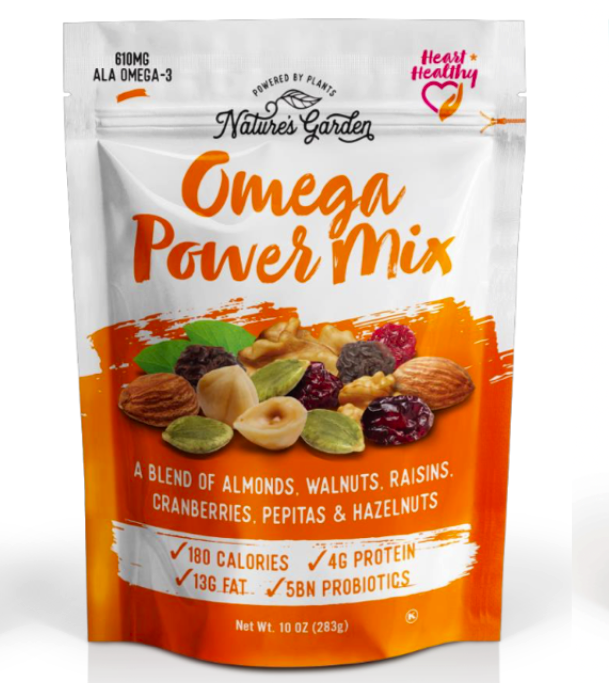 610MG
ALA OMEGA-3
Heart
Healthy
POWERED BY PLANTS
Nature's Garden
Omega
Power Mix
A BLEND OF ALMONDS, WALNUTS, RAISINS,
CRANBERRIES, PEPITAS & HAZELNUTS
✓180 CALORIES ✓4G PROTEIN
✓13G FAT ✓5BN PROBIOTICS
Net Wt. 10 OZ (283g)
K